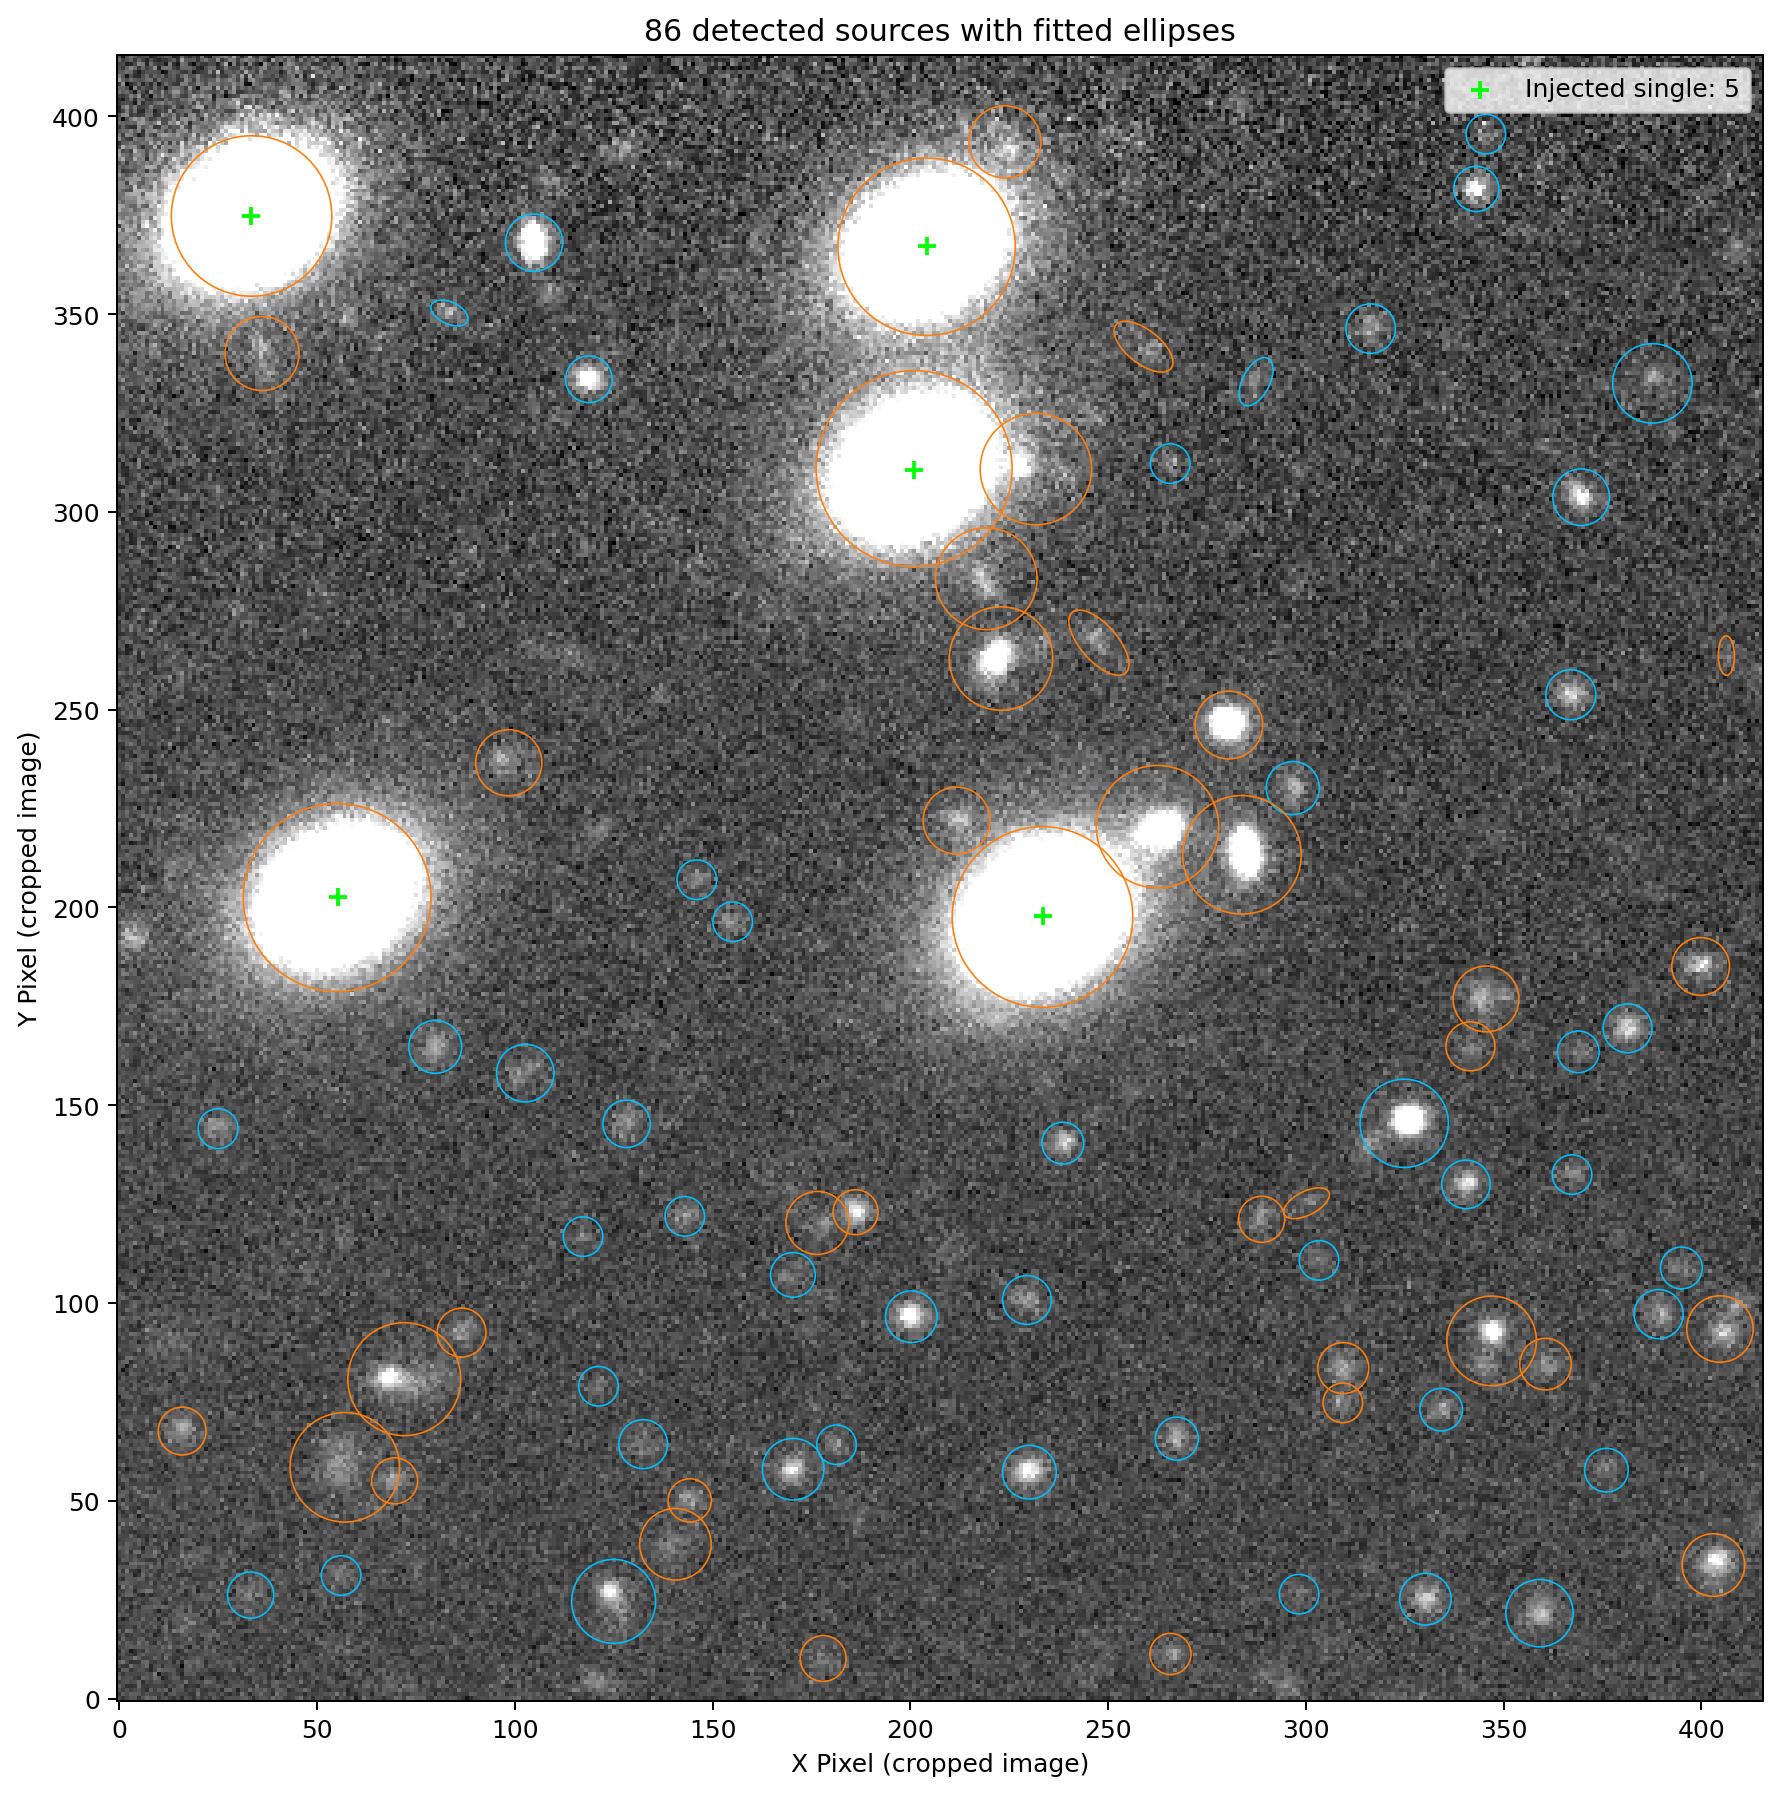 86 detected sources with fitted ellipses
Injected single: 5
Y Pixel (cropped image)
400
350
300
250
200
150
100
50
0
0 50 100 150 200 250 300 350 400
X Pixel (cropped image)